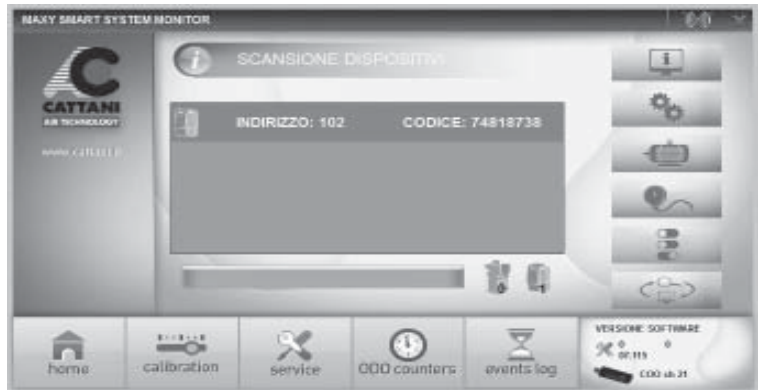 MAXY SMART SYSTEM MONITOR
CATTANI
AIR TECHNOLOGY
SCANSIONE DISPOSITIVI
INDIRIZZO: 102 CODICE: 74818738
home
calibration
service
000 counters
events log
VERSIONE SOFTWARE